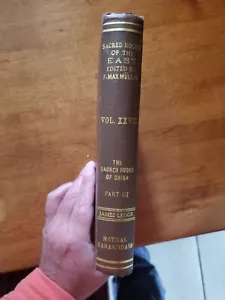 SACRED BOOKS
OF THE
EAST
EDITED BY
F. MAX MÜLLER
VOL. XXVII
THE
SACRED BOOKS
OF CHINA
PART III
JAMES LEGGE
MOTILAL
BANARSIDASS